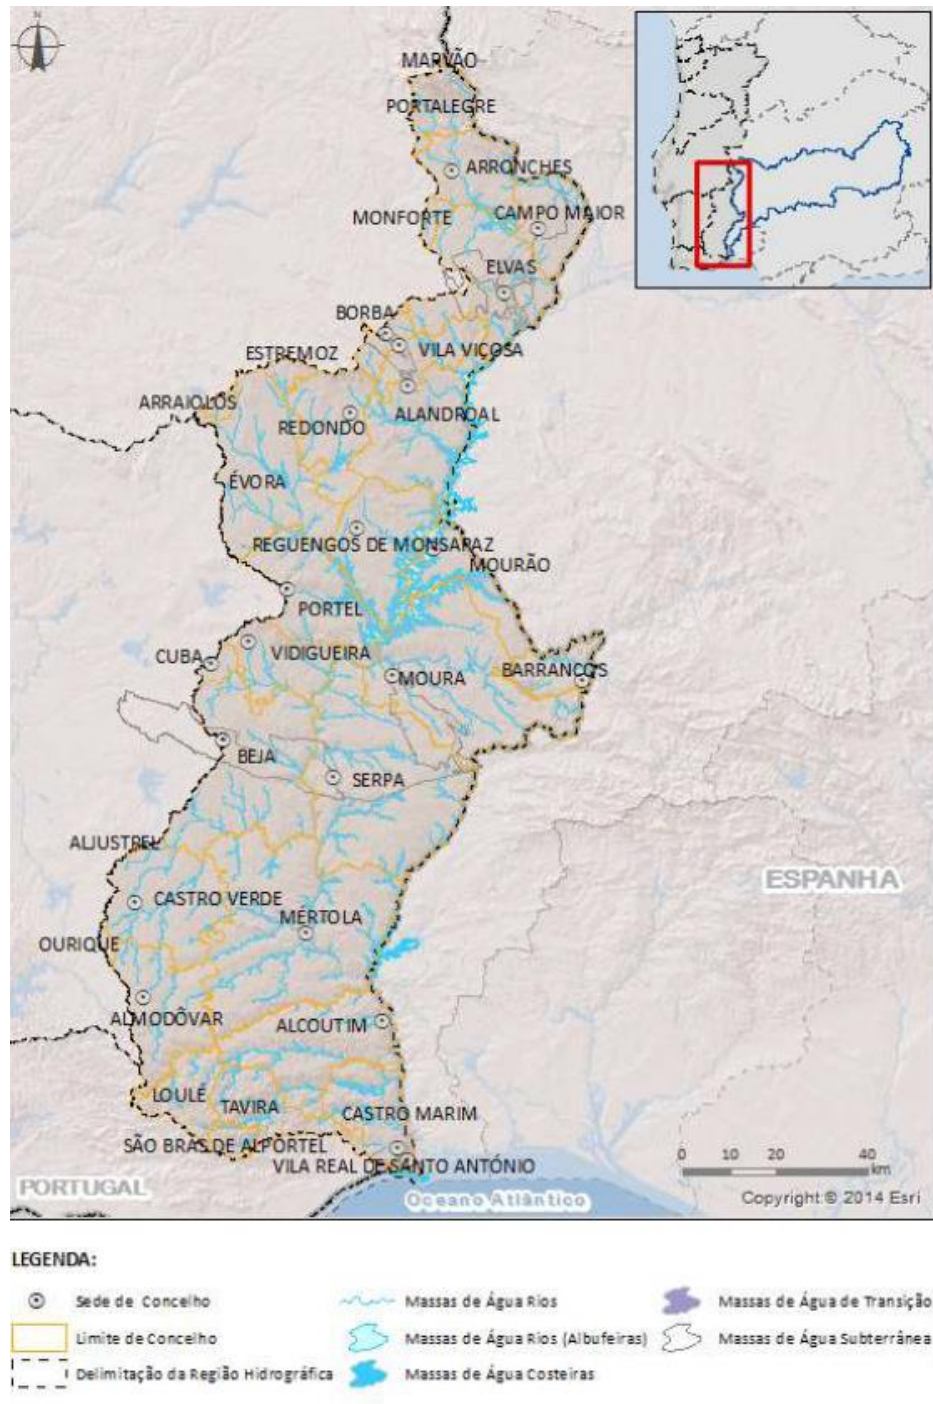 N
MARVÃO
PORTALEGRE
ARRONCHES
MONFORTE
CAMPO MAIOR
ELVAS
BORBA
VILA VIÇOSA
ESTREMOZ
ARRAIOLOS
ALANDROAL
REDONDO
ÉVORA
REGUENGOS DE MONSARAZ
MOURÃO
PORTEL
CUBA
VIDIGUEIRA
BARRANCOS
MOURA
BEJA
SERPA
ALJUSTREL
ESPANHA
CASTRO VERDE
MÉRTOLA
OURIQUE
ALMODÔVAR
ALCOUTIM
LOULÉ
TAVIRA
CASTRO MARIM
SÃO BRÁS DE ALPORTEL
VILA REAL DE SANTO ANTÓNIO
0 10 20 40
km
PORTUGAL
Oceano Atlântico
Copyright:© 2014 Esri
LEGENDA:
Sede de Concelho
Limite de Concelho
Delimitação da Região Hidrográfica
Massas de Água Rios
Massas de Água Rios (Albufeiras)
Massas de Água Costeiras
Massas de Água de Transição
Massas de Água Subterrânea